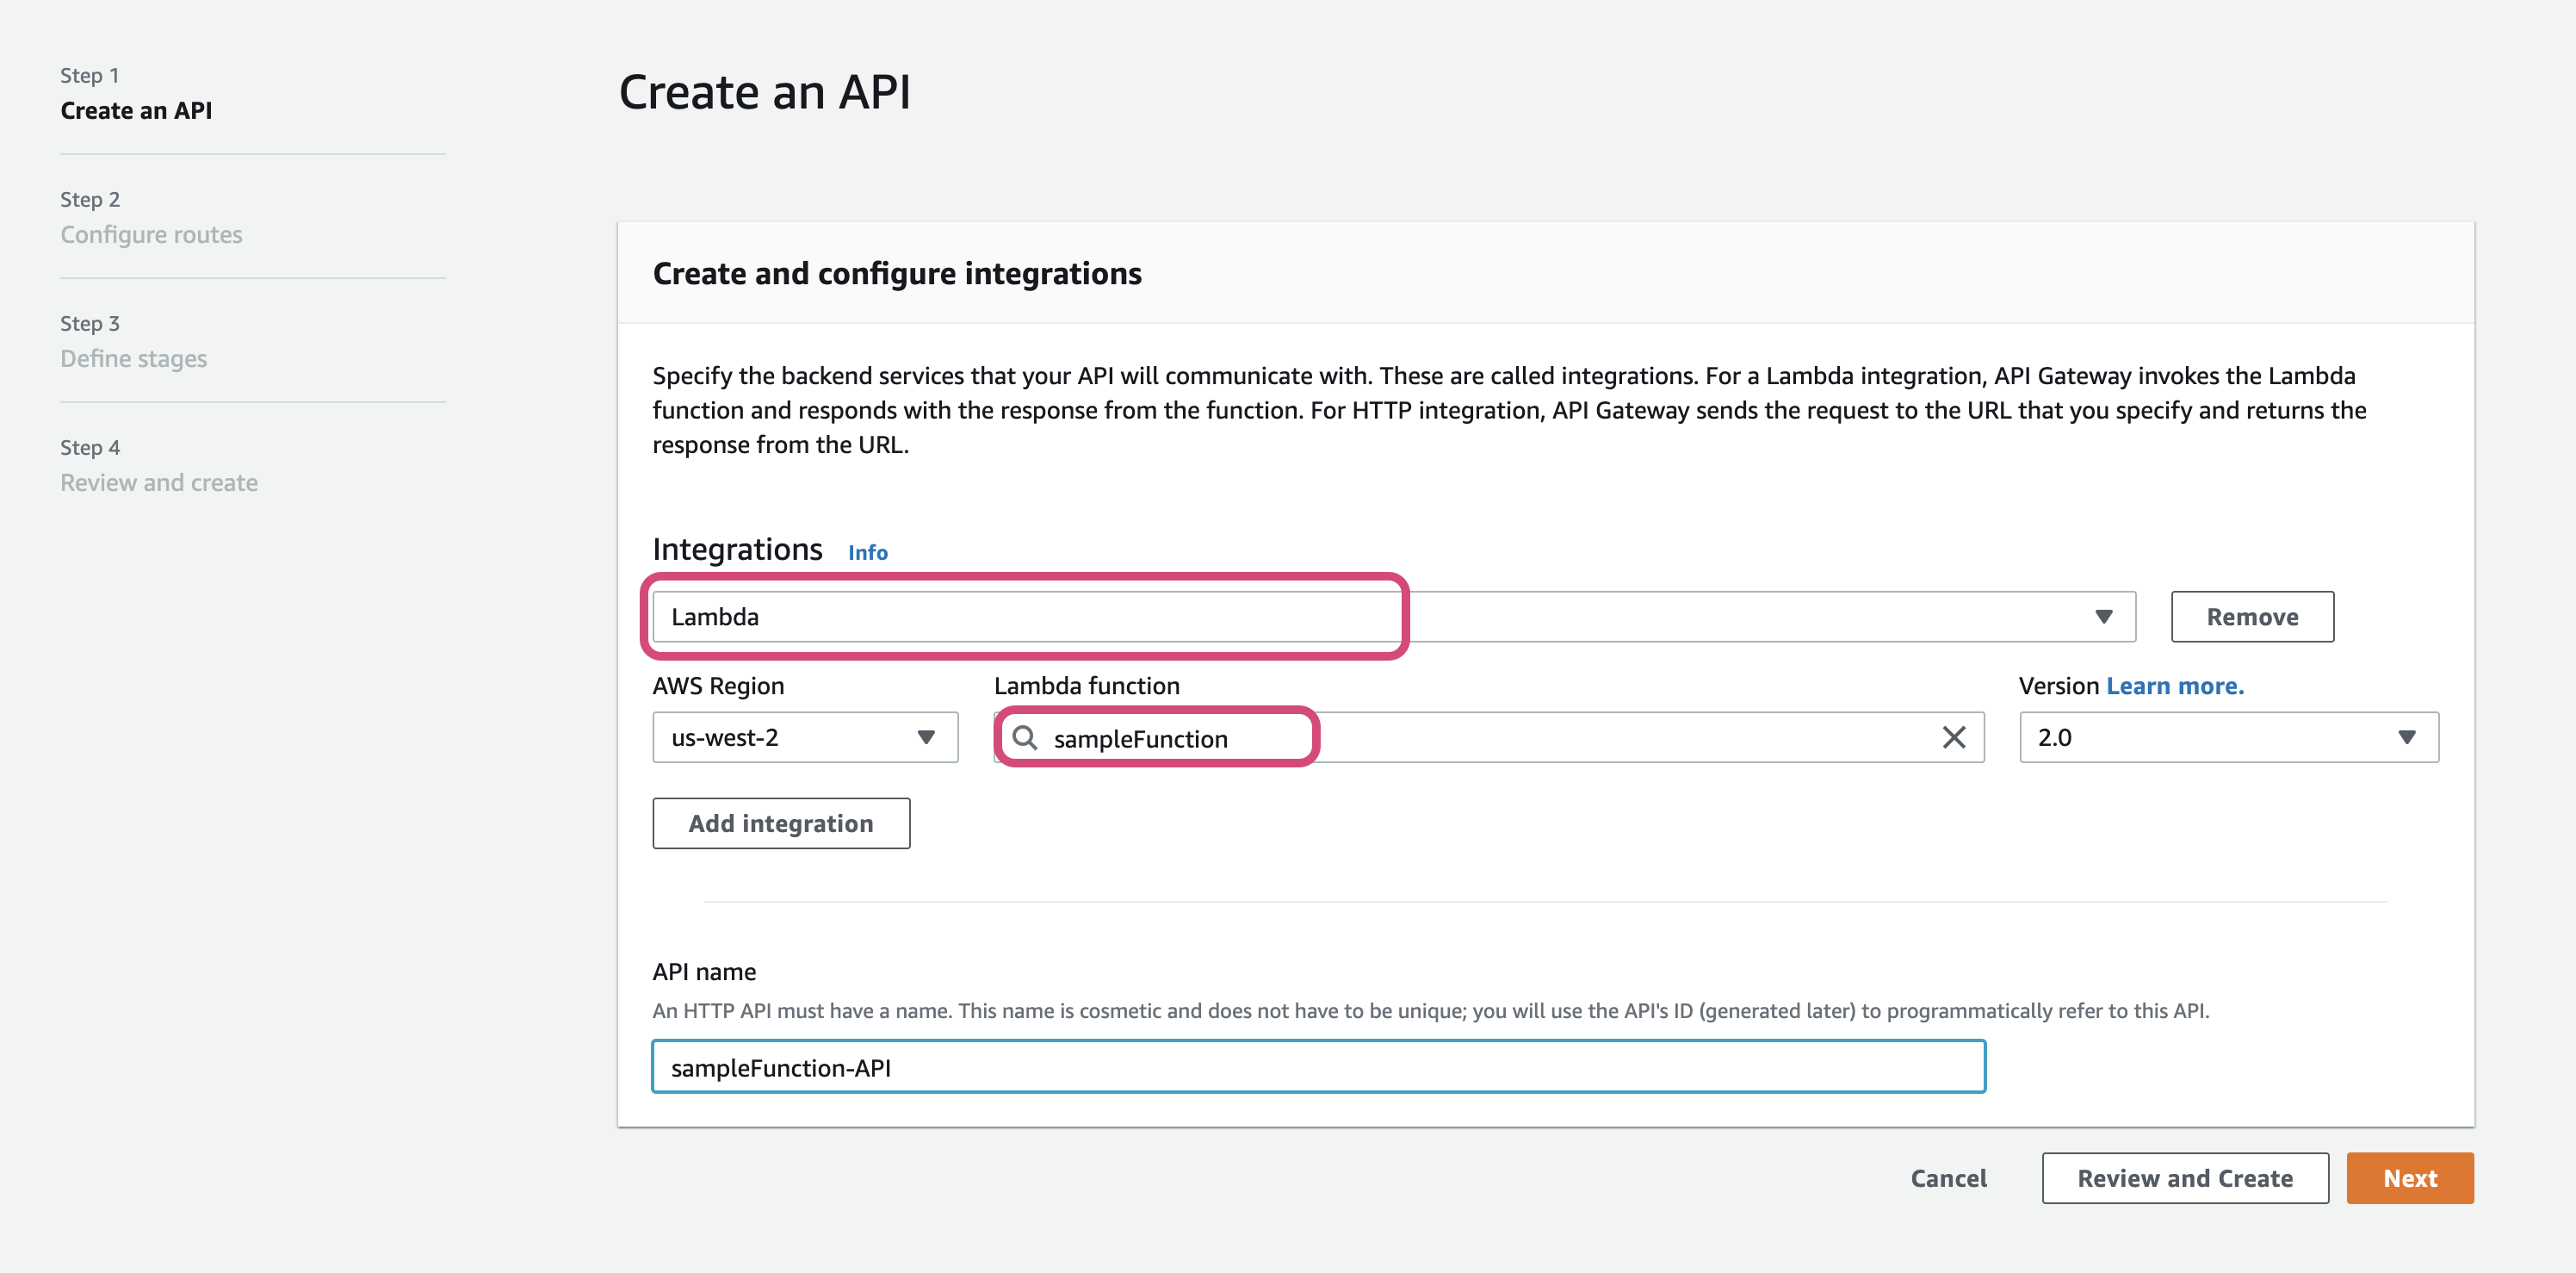 Step 1
Create an API
Step 2
Configure routes
Step 3
Define stages
Step 4
Review and create
Create an API
Create and configure integrations
Specify the backend services that your API will communicate with. These are called integrations. For a Lambda integration, API Gateway invokes the Lambda
function and responds with the response from the function. For HTTP integration, API Gateway sends the request to the URL that you specify and returns the
response from the URL.
Integrations Info
Lambda
Remove
AWS Region
Lambda function
Version Learn more.
us-west-2
sampleFunction
2.0
Add integration
API name
An HTTP API must have a name. This name is cosmetic and does not have to be unique; you will use the API's ID (generated later) to programmatically refer to this API.
sampleFunction-API
Cancel
Review and Create
Next